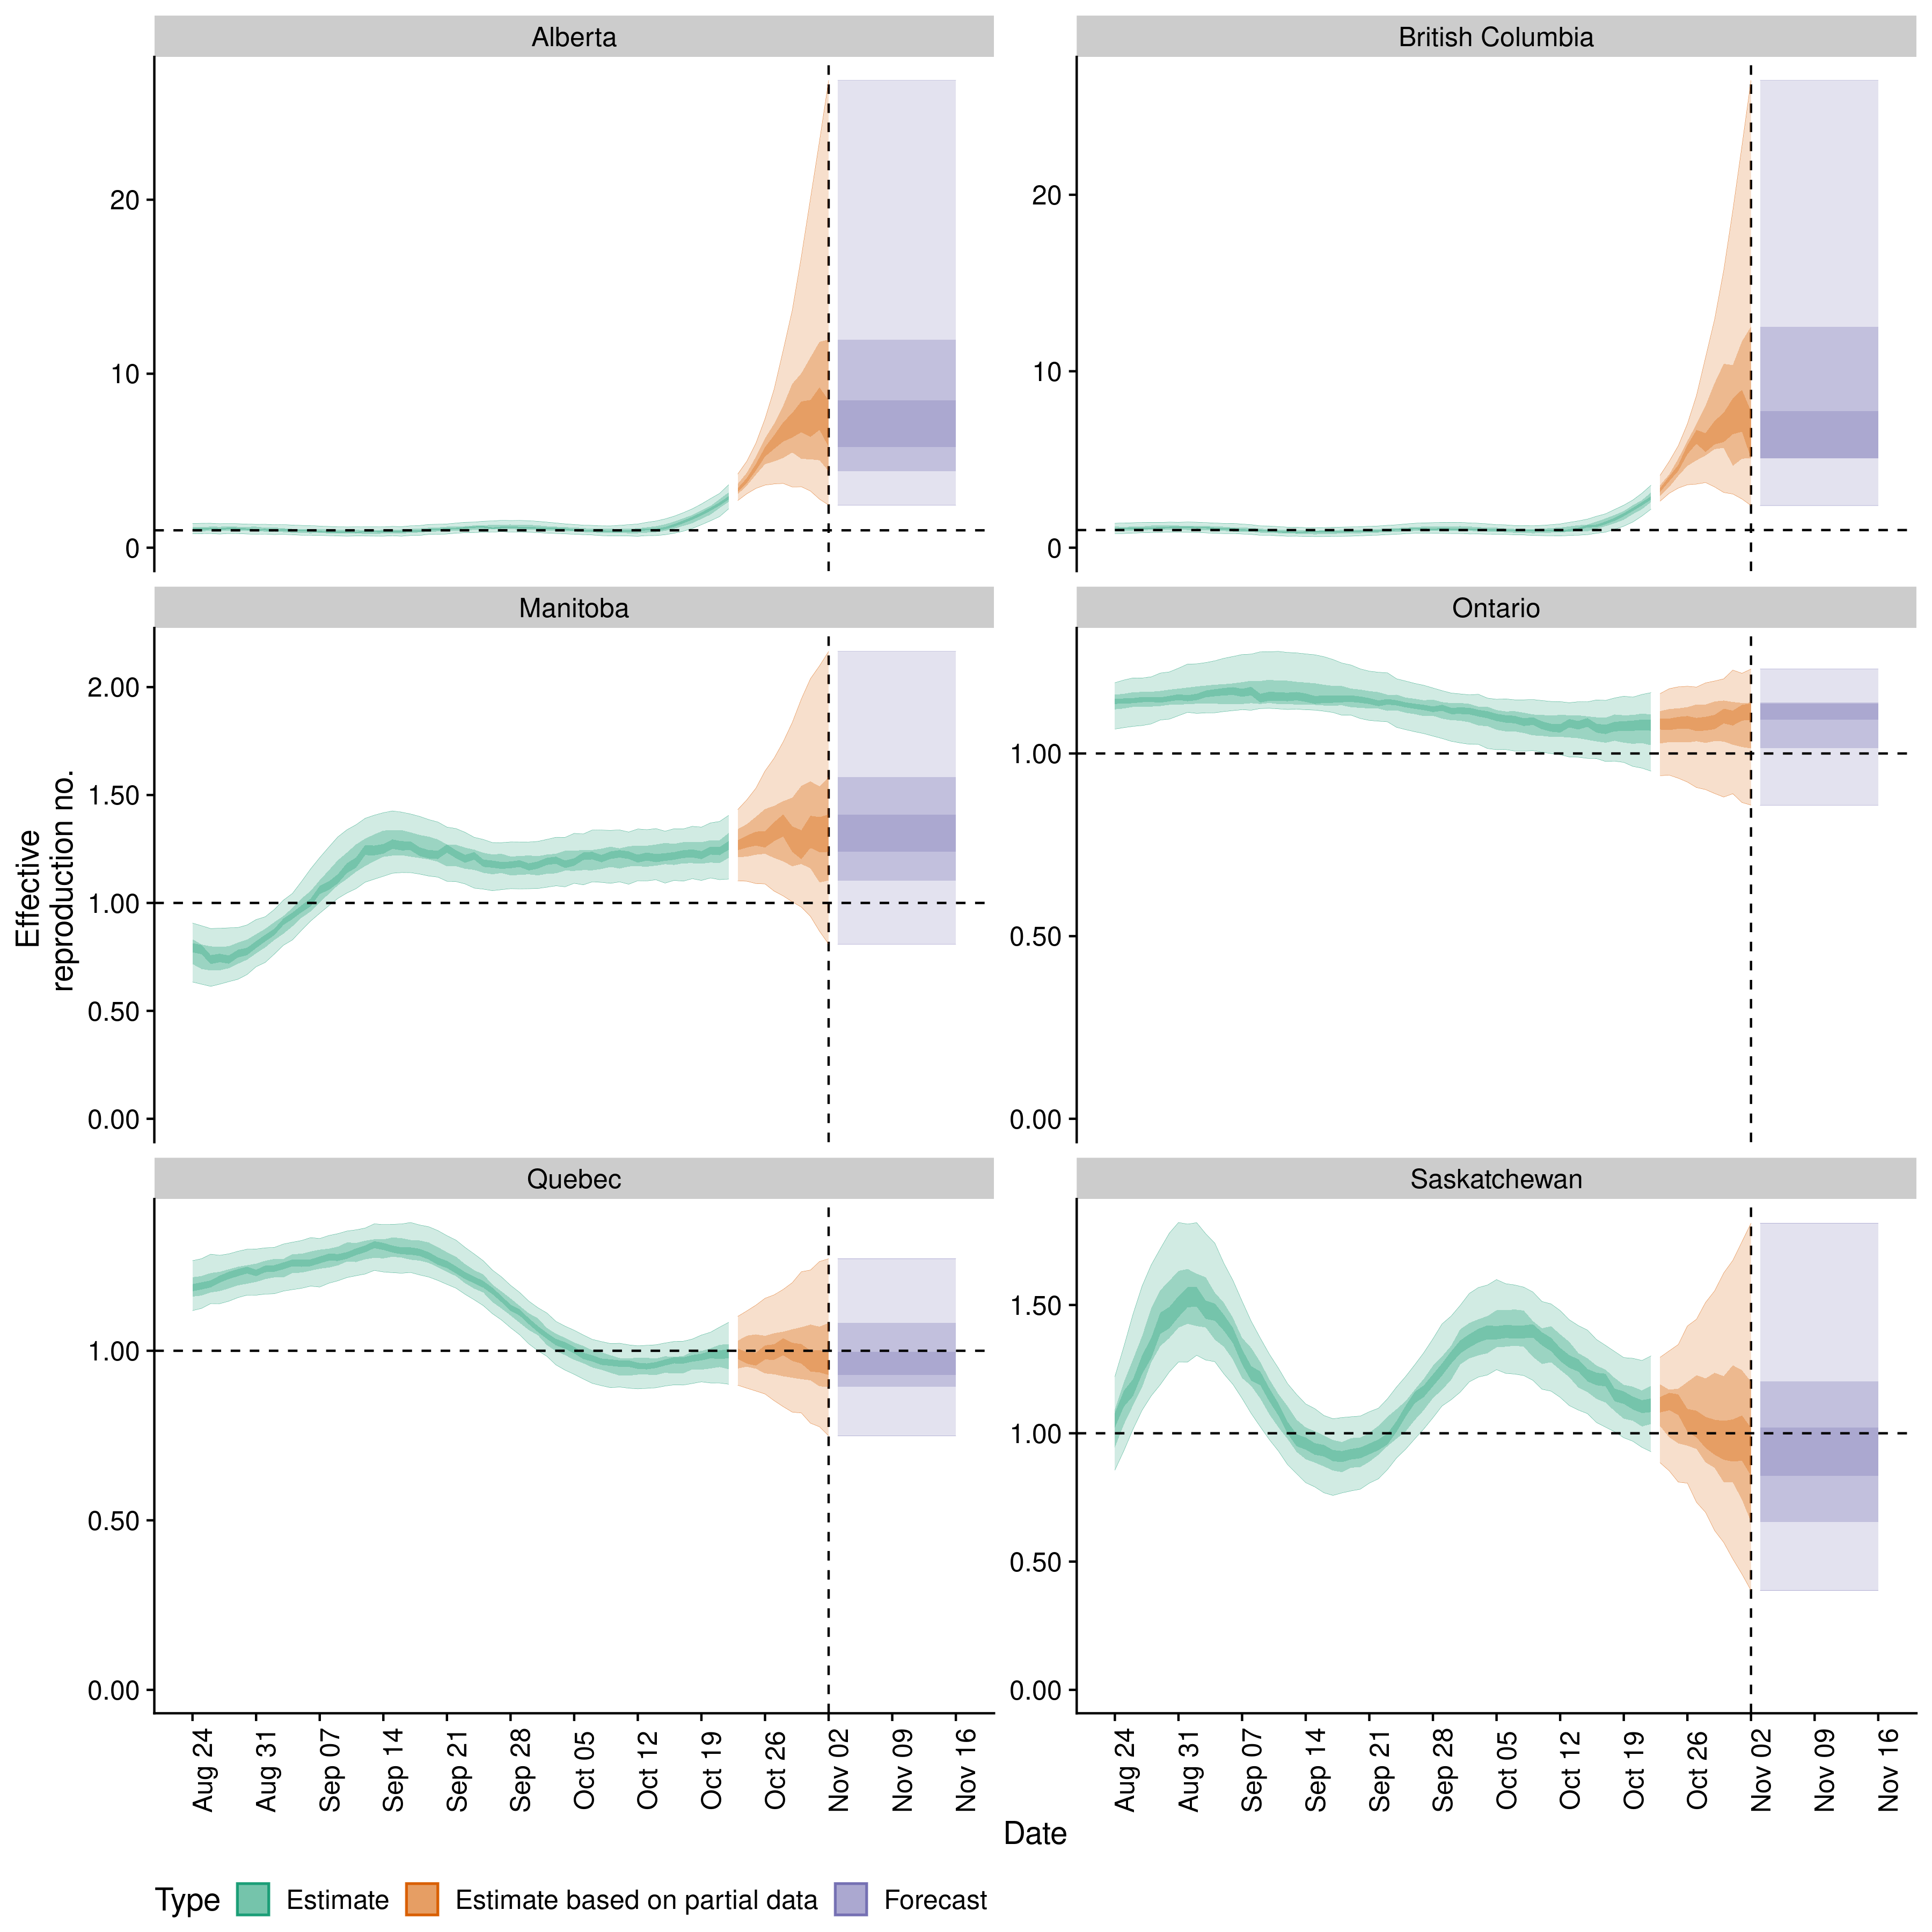 Alberta
British Columbia
20
10
0
20
10
0
Manitoba
Ontario
2.00
1.50
1.00
0.50
0.00
1.00
0.50
0.00
Effective
reproduction no.
Quebec
Saskatchewan
1.00
0.50
0.00
1.50
1.00
0.50
0.00
Aug 24
Aug 31
Sep 07
Sep 14
Sep 21
Sep 28
Oct 05
Oct 12
Oct 19
Oct 26
Nov 02
Nov 09
Nov 16
Aug 24
Aug 31
Sep 07
Sep 14
Sep 21
Sep 28
Oct 05
Oct 12
Oct 19
Oct 26
Nov 02
Nov 09
Nov 16
Date
Type Estimate Estimate based on partial data Forecast